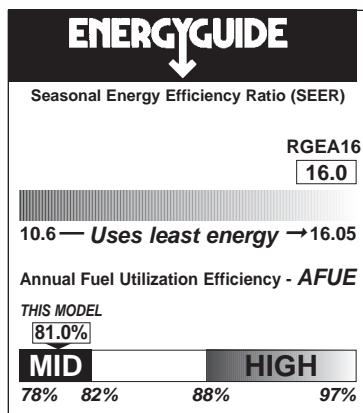 ENERGYGUIDE
Seasonal Energy Efficiency Ratio (SEER)
RGEA16
16.0
10.6 — Uses least energy → 16.05
Annual Fuel Utilization Efficiency - AFUE
THIS MODEL
81.0%
MID HIGH
78% 82% 88% 97%